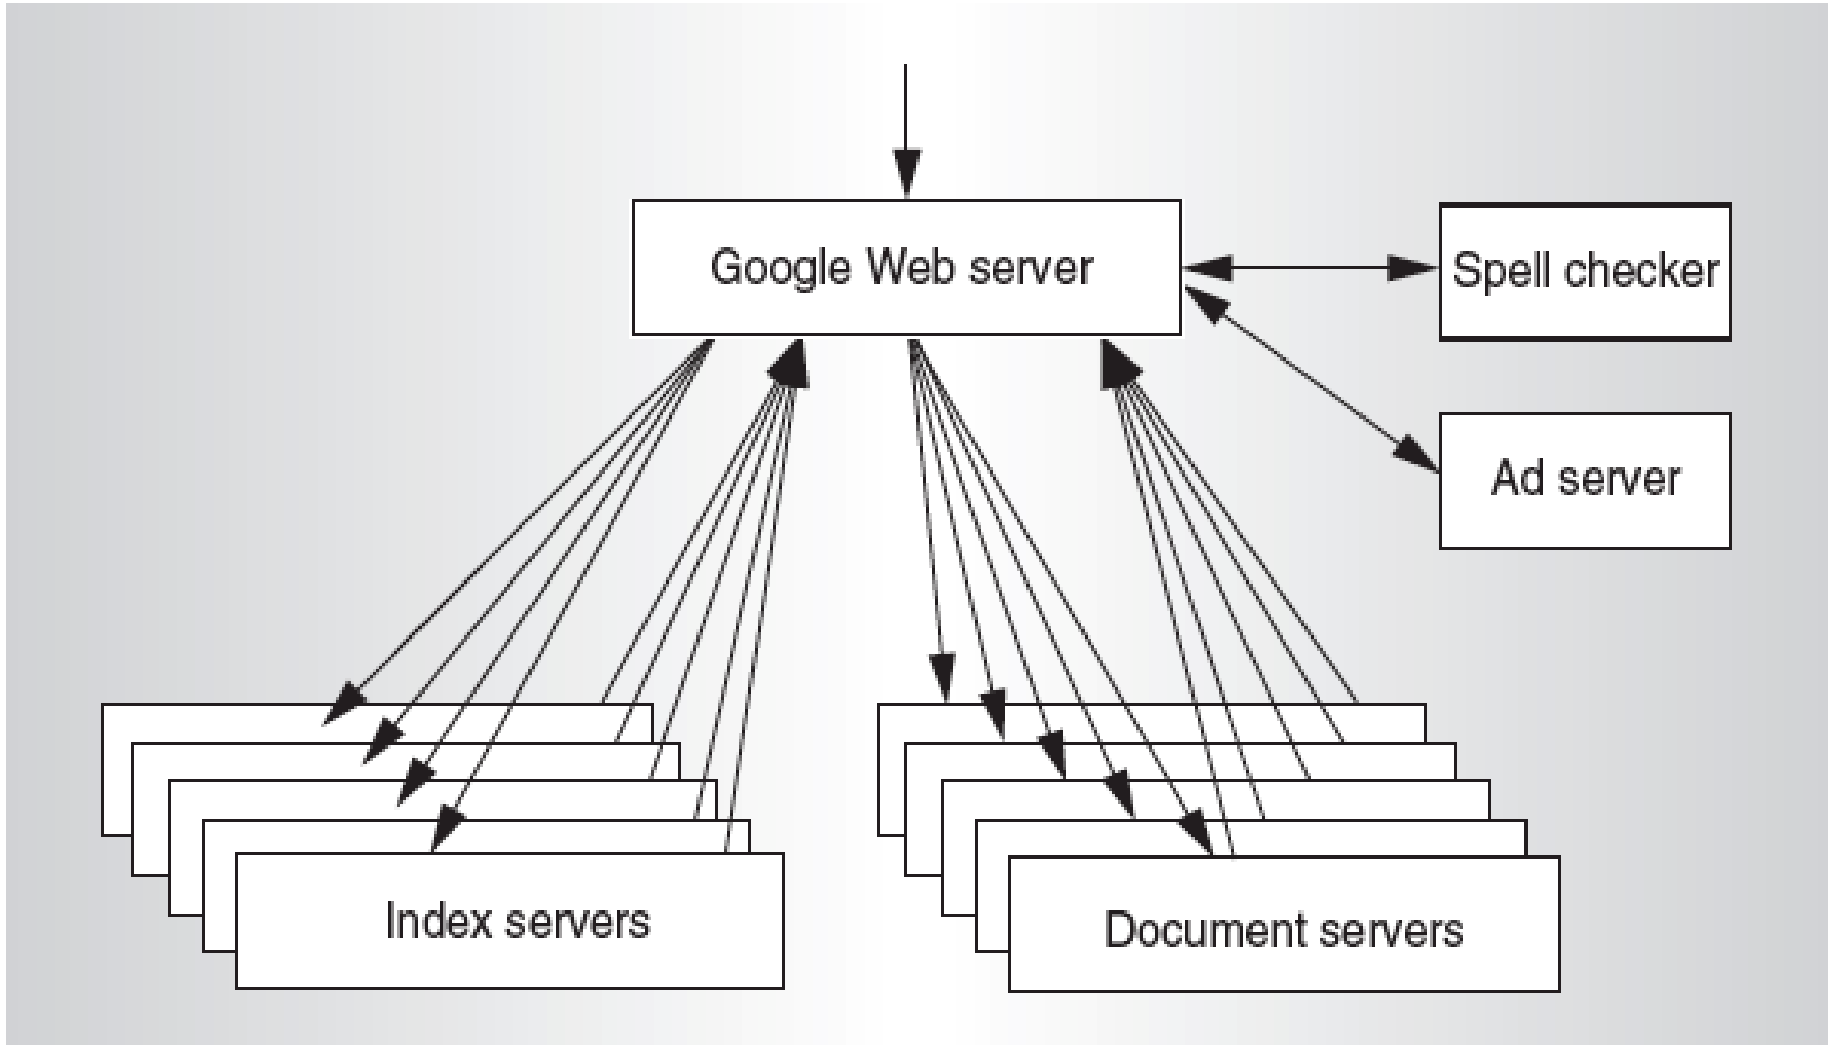 Google Web server
Spell checker
Ad server
Index servers
Document servers